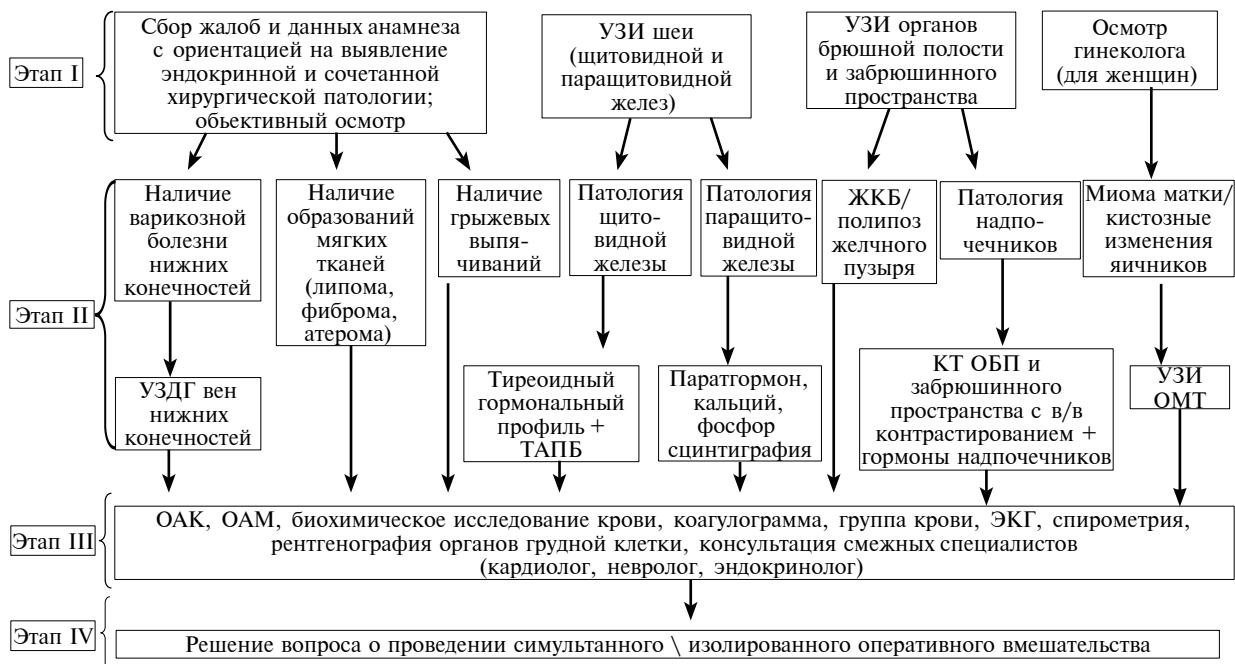 Этап I
Сбор жалоб и данных анамнеза
с ориентацией на выявление
эндокринной и сочетанной
хирургической патологии;
обьективный осмотр
УЗИ шеи
(щитовидной и
паращитовидной
желез)
УЗИ органов
брюшной полости
и забрюшинного
пространства
Осмотр
гинеколога
(для женщин)
Этап II
Наличие
варикозной
болезни
нижних
конечностей
Наличие
образований
мягких
тканей
(липома,
фиброма,
атерома)
Наличие
грыжевых
выпя-
чиваний
Патология
щито-
видной
железы
Патология
паращито-
видной
железы
ЖКБ/
полипоз
желчного
пузыря
Патология
надпо-
чечников
Миома матки/
кистозные
изменения
яичников
УЗДГ вен
нижних
конечностей
Тиреоидный
гормональный
профиль +
ТАПБ
Паратгормон,
кальций,
фосфор
сцинтиграфия
КТ ОБП и
забрюшинного
пространства с в/в
контрастированием +
гормоны надпочечников
УЗИ
ОМТ
Этап III
ОАК, ОАМ, биохимическое исследование крови, коагулограмма, группа крови, ЭКГ, спирометрия,
рентгенография органов грудной клетки, консультация смежных специалистов
(кардиолог, невролог, эндокринолог)
Этап IV
Решение вопроса о проведении симультанного \ изолированного оперативного вмешательства